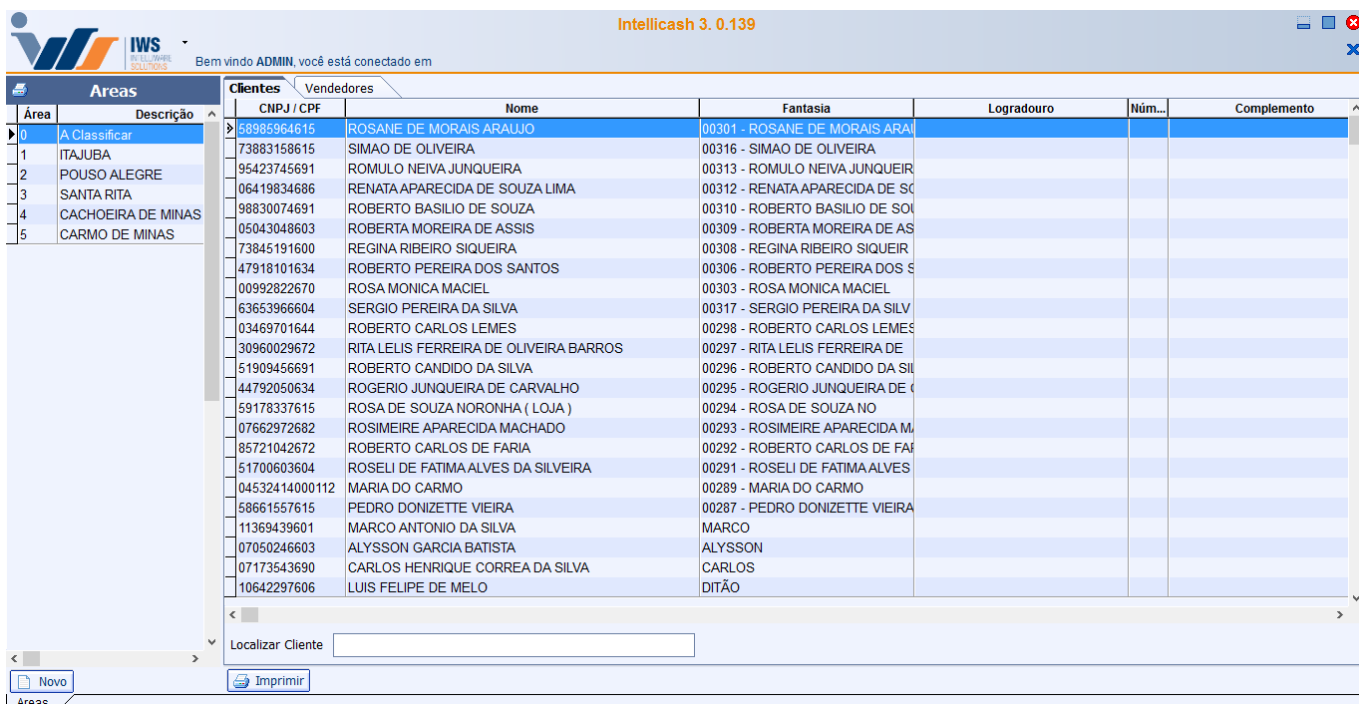 Intellicash 3. 0.139
IWS
INTELLIWARE
SOLUTIONS
Bem vindo ADMIN, você está conectado em
Areas
Área Descrição
0 A Classificar
1 ITAJUBA
2 POUSO ALEGRE
3 SANTA RITA
4 CACHOEIRA DE MINAS
5 CARMO DE MINAS
Clientes Vendedores
CNPJ / CPF Nome Fantasia Logradouro Núm... Complemento
58985964615 ROSANE DE MORAIS ARAUJO 00301 - ROSANE DE MORAIS ARAU
73883158615 SIMAO DE OLIVEIRA 00316 - SIMAO DE OLIVEIRA
95423745691 ROMULO NEIVA JUNQUEIRA 00313 - ROMULO NEIVA JUNQUEIR
06419834686 RENATA APARECIDA DE SOUZA LIMA 00312 - RENATA APARECIDA DE SO
98830074691 ROBERTO BASILIO DE SOUZA 00310 - ROBERTO BASILIO DE SOU
05043048603 ROBERTA MOREIRA DE ASSIS 00309 - ROBERTA MOREIRA DE AS
73845191600 REGINA RIBEIRO SIQUEIRA 00308 - REGINA RIBEIRO SIQUEIR
47918101634 ROBERTO PEREIRA DOS SANTOS 00306 - ROBERTO PEREIRA DOS S
00992822670 ROSA MONICA MACIEL 00303 - ROSA MONICA MACIEL
63653966604 SERGIO PEREIRA DA SILVA 00317 - SERGIO PEREIRA DA SILV
03469701644 ROBERTO CARLOS LEMES 00298 - ROBERTO CARLOS LEMES
30960029672 RITA LELIS FERREIRA DE OLIVEIRA BARROS 00297 - RITA LELIS FERREIRA DE
51909456691 ROBERTO CANDIDO DA SILVA 00296 - ROBERTO CANDIDO DA SIL
44792050634 ROGERIO JUNQUEIRA DE CARVALHO 00295 - ROGERIO JUNQUEIRA DE C
59178337615 ROSA DE SOUZA NORONHA ( LOJA ) 00294 - ROSA DE SOUZA NO
07662972682 ROSIMEIRE APARECIDA MACHADO 00293 - ROSIMEIRE APARECIDA MA
85721042672 ROBERTO CARLOS DE FARIA 00292 - ROBERTO CARLOS DE FAR
51700603604 ROSELI DE FATIMA ALVES DA SILVEIRA 00291 - ROSELI DE FATIMA ALVES
04532414000112 MARIA DO CARMO 00289 - MARIA DO CARMO
58661557615 PEDRO DONIZETTE VIEIRA 00287 - PEDRO DONIZETTE VIEIRA
11369439601 MARCO ANTONIO DA SILVA MARCO
07050246603 ALYSSON GARCIA BATISTA ALYSSON
07173543690 CARLOS HENRIQUE CORREA DA SILVA CARLOS
10642297606 LUIS FELIPE DE MELO DITÃO
Localizar Cliente
Novo
Imprimir
Areas